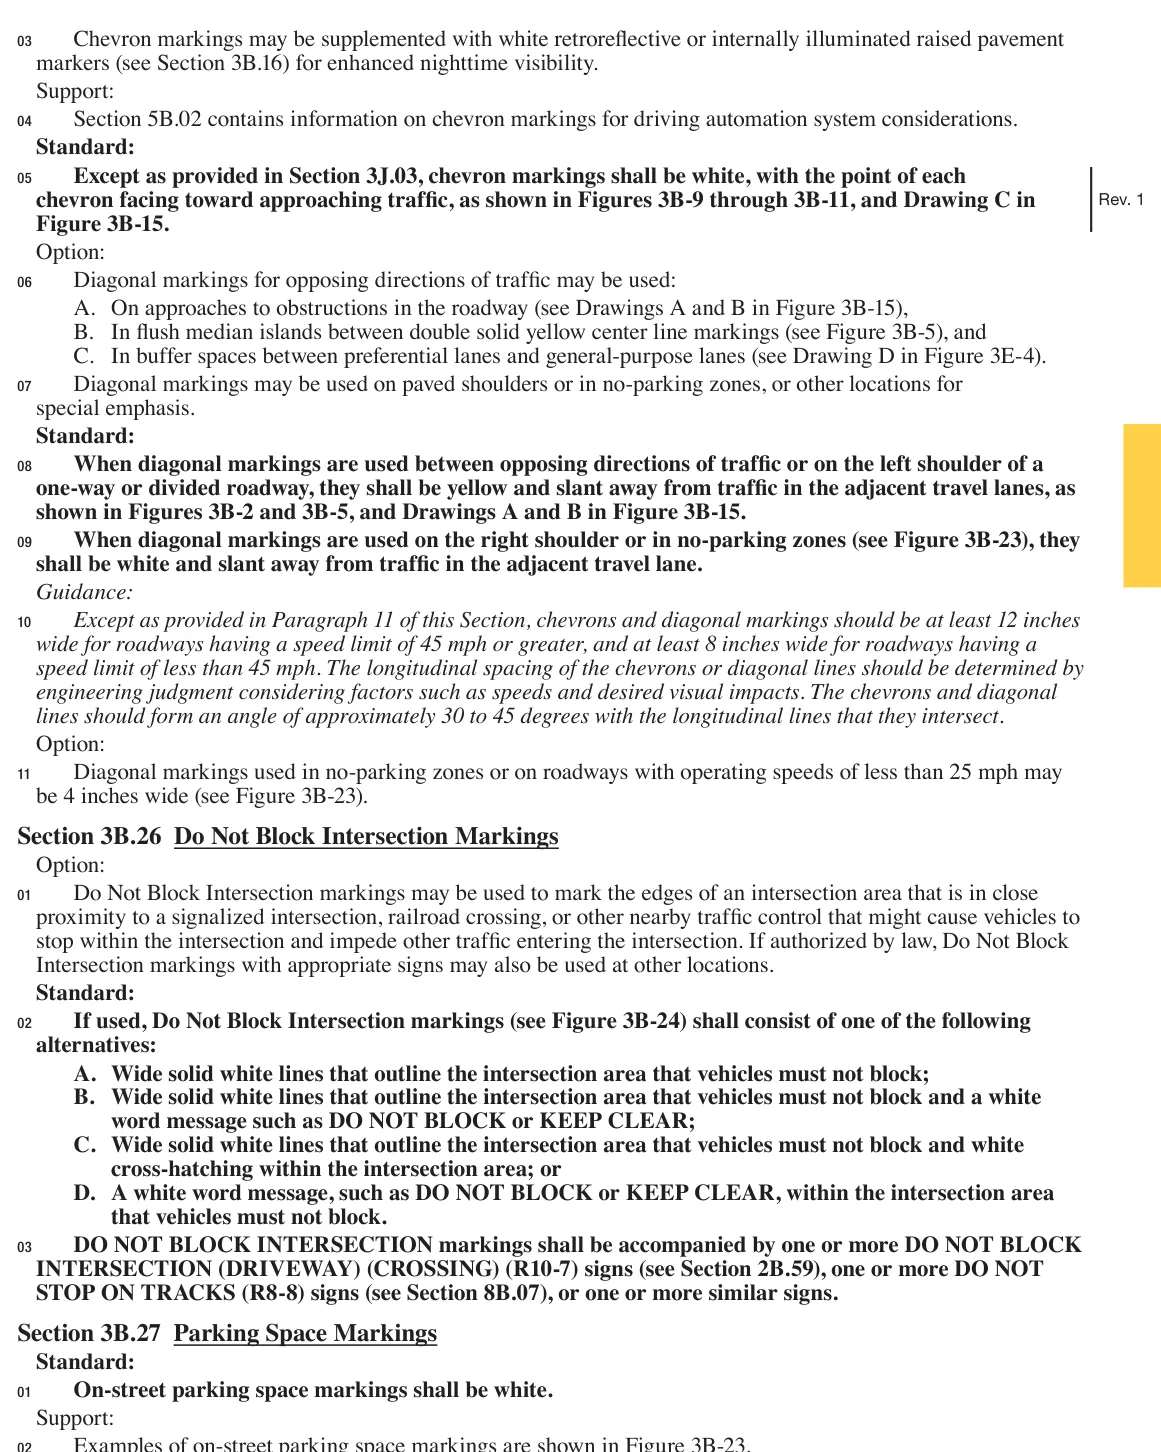 03 Chevron markings may be supplemented with white retroreflective or internally illuminated raised pavement
markers (see Section 3B.16) for enhanced nighttime visibility.
Support:
04 Section 5B.02 contains information on chevron markings for driving automation system considerations.
Standard:
05 Except as provided in Section 3J.03, chevron markings shall be white, with the point of each
chevron facing toward approaching traffic, as shown in Figures 3B-9 through 3B-11, and Drawing C in
Figure 3B-15.
Rev. 1
Option:
06 Diagonal markings for opposing directions of traffic may be used:
A. On approaches to obstructions in the roadway (see Drawings A and B in Figure 3B-15),
B. In flush median islands between double solid yellow center line markings (see Figure 3B-5), and
C. In buffer spaces between preferential lanes and general-purpose lanes (see Drawing D in Figure 3E-4).
07 Diagonal markings may be used on paved shoulders or in no-parking zones, or other locations for
special emphasis.
Standard:
08 When diagonal markings are used between opposing directions of traffic or on the left shoulder of a
one-way or divided roadway, they shall be yellow and slant away from traffic in the adjacent travel lanes, as
shown in Figures 3B-2 and 3B-5, and Drawings A and B in Figure 3B-15.
09 When diagonal markings are used on the right shoulder or in no-parking zones (see Figure 3B-23), they
shall be white and slant away from traffic in the adjacent travel lane.
Guidance:
10 Except as provided in Paragraph 11 of this Section, chevrons and diagonal markings should be at least 12 inches
wide for roadways having a speed limit of 45 mph or greater, and at least 8 inches wide for roadways having a
speed limit of less than 45 mph. The longitudinal spacing of the chevrons or diagonal lines should be determined by
engineering judgment considering factors such as speeds and desired visual impacts. The chevrons and diagonal
lines should form an angle of approximately 30 to 45 degrees with the longitudinal lines that they intersect.
Option:
11 Diagonal markings used in no-parking zones or on roadways with operating speeds of less than 25 mph may
be 4 inches wide (see Figure 3B-23).
Section 3B.26 Do Not Block Intersection Markings
Option:
01 Do Not Block Intersection markings may be used to mark the edges of an intersection area that is in close
proximity to a signalized intersection, railroad crossing, or other nearby traffic control that might cause vehicles to
stop within the intersection and impede other traffic entering the intersection. If authorized by law, Do Not Block
Intersection markings with appropriate signs may also be used at other locations.
Standard:
02 If used, Do Not Block Intersection markings (see Figure 3B-24) shall consist of one of the following
alternatives:
A. Wide solid white lines that outline the intersection area that vehicles must not block;
B. Wide solid white lines that outline the intersection area that vehicles must not block and a white
word message such as DO NOT BLOCK or KEEP CLEAR;
C. Wide solid white lines that outline the intersection area that vehicles must not block and white
cross-hatching within the intersection area; or
D. A white word message, such as DO NOT BLOCK or KEEP CLEAR, within the intersection area
that vehicles must not block.
03 DO NOT BLOCK INTERSECTION markings shall be accompanied by one or more DO NOT BLOCK
INTERSECTION (DRIVEWAY) (CROSSING) (R10-7) signs (see Section 2B.59), one or more DO NOT
STOP ON TRACKS (R8-8) signs (see Section 8B.07), or one or more similar signs.
Section 3B.27 Parking Space Markings
Standard:
01 On-street parking space markings shall be white.
Support:
02 Examples of on-street parking space markings are shown in Figure 3B-23.